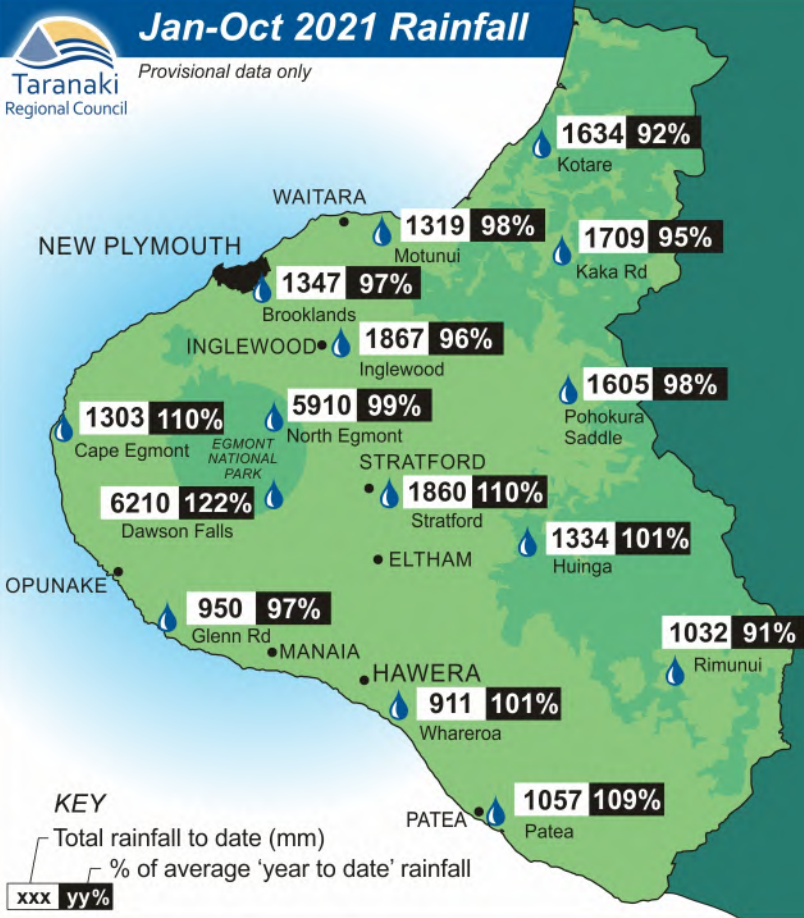 Jan-Oct 2021 Rainfall
Taranaki
Regional Council
Provisional data only
1634 92%
Kotare
WAITARA
1319 98%
Motunui
1709 95%
Kaka Rd
NEW PLYMOUTH
1347 97%
Brooklands
INGLEWOOD
1867 96%
Inglewood
1605 98%
Pohokura
Saddle
1303 110%
Cape Egmont
5910 99%
North Egmont
EGMONT
NATIONAL
PARK
STRATFORD
6210 122%
Dawson Falls
1860 110%
Stratford
1334 101%
Huinga
ELTHAM
OPUNAKE
950 97%
Glenn Rd
1032 91%
Rimunui
MANAIA
HAWERA
911 101%
Whareroa
1057 109%
Patea
PATEA
KEY
Total rainfall to date (mm)
% of average ‘year to date’ rainfall
xxx yy%